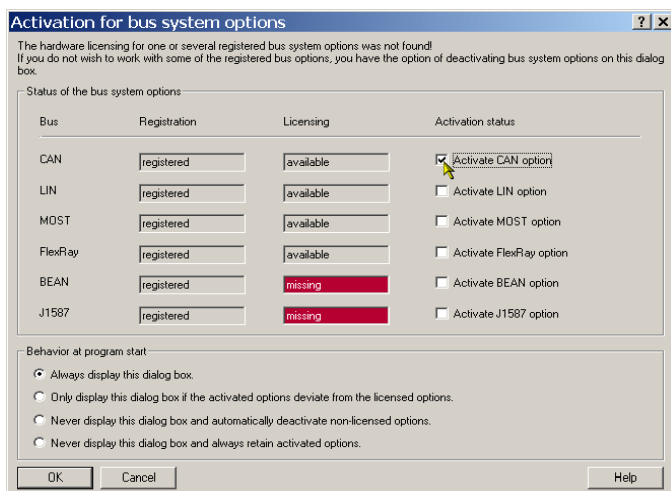 Activation for bus system options
The hardware licensing for one or several registered bus system options was not found!
If you do not wish to work with some of the registered bus options, you have the option of deactivating bus system options on this dialog
box.
Status of the bus system options
Bus Registration Licensing Activation status
CAN registered available Activate CAN option
LIN registered available Activate LIN option
MOST registered available Activate MOST option
FlexRay registered available Activate FlexRay option
BEAN registered missing Activate BEAN option
J1587 registered missing Activate J1587 option
Behavior at program start
Always display this dialog box.
Only display this dialog box if the activated options deviate from the licensed options.
Never display this dialog box and automatically deactivate non-licensed options.
Never display this dialog box and always retain activated options.
OK Cancel Help